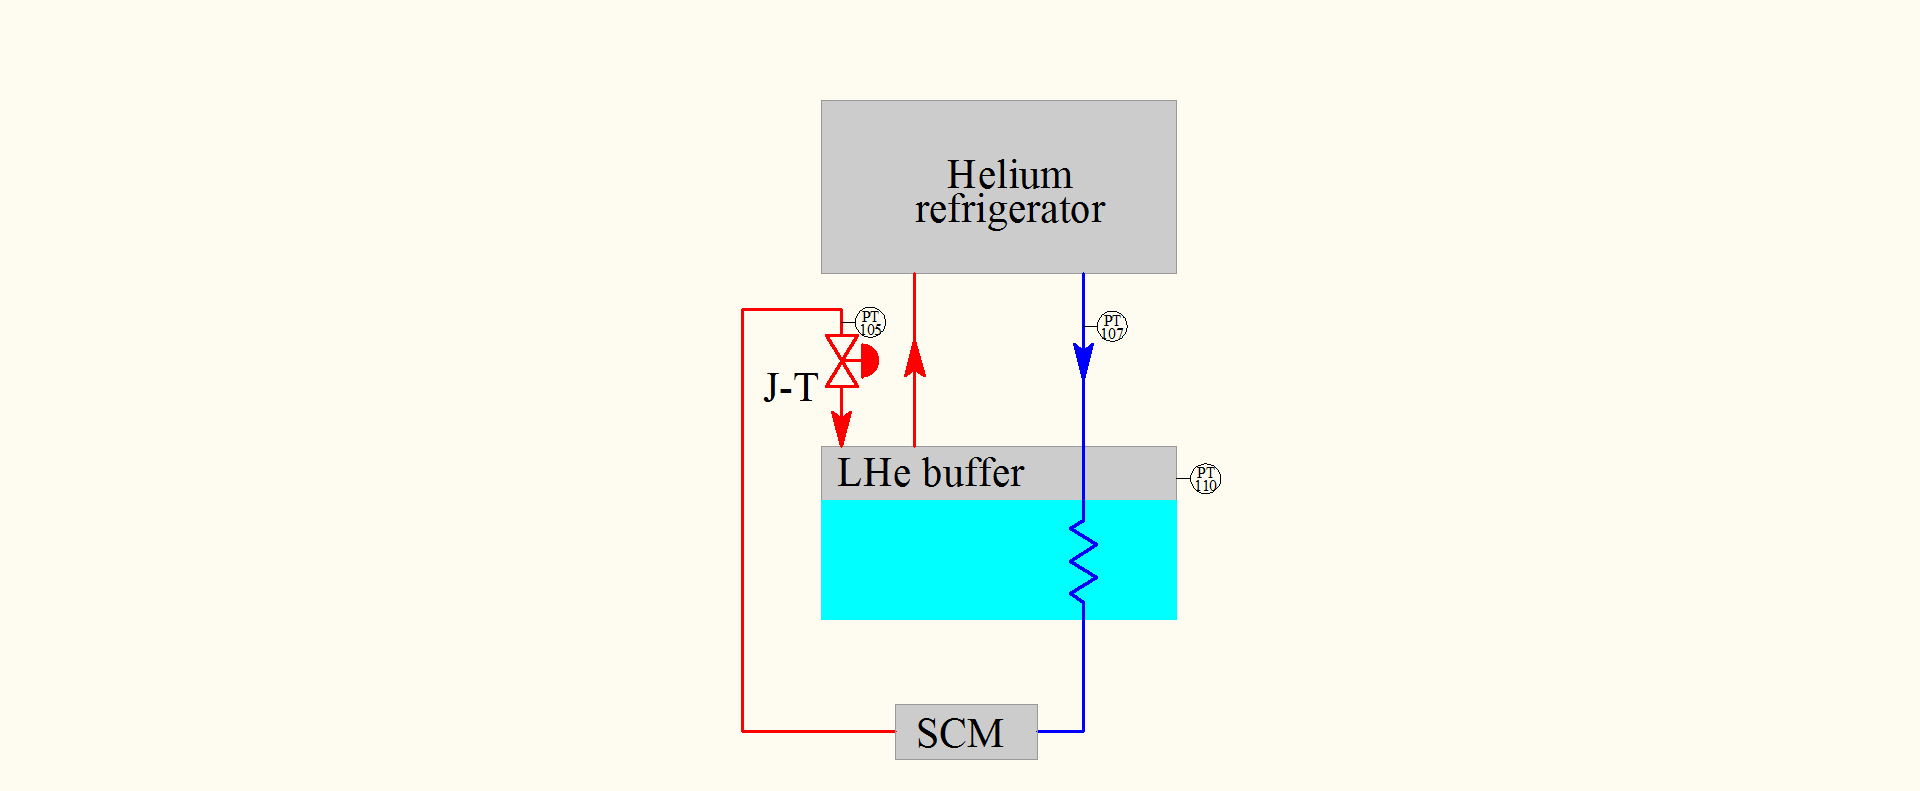 Helium
refrigerator
PT
105
PT
107
J-T
LHe buffer
PT
110
SCM